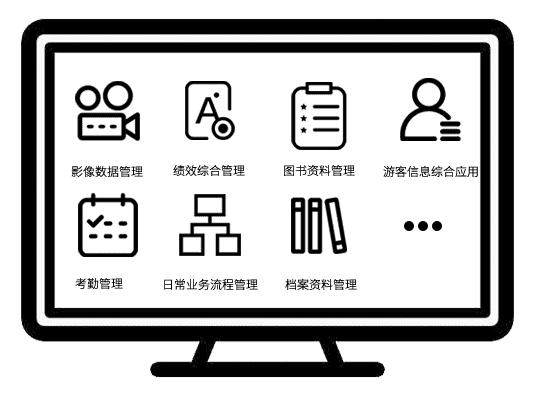 A
影像数据管理
绩效综合管理
图书资料管理
游客信息综合应用
考勤管理
日常业务流程管理
档案资料管理